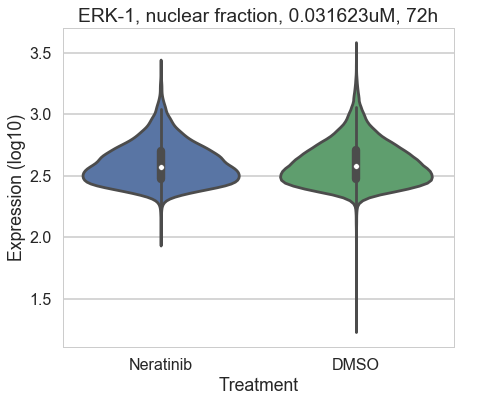 ERK-1, nuclear fraction, 0.031623uM, 72h
Expression (log10)
3.5
3.0
2.5
2.0
1.5
Neratinib DMSO
Treatment